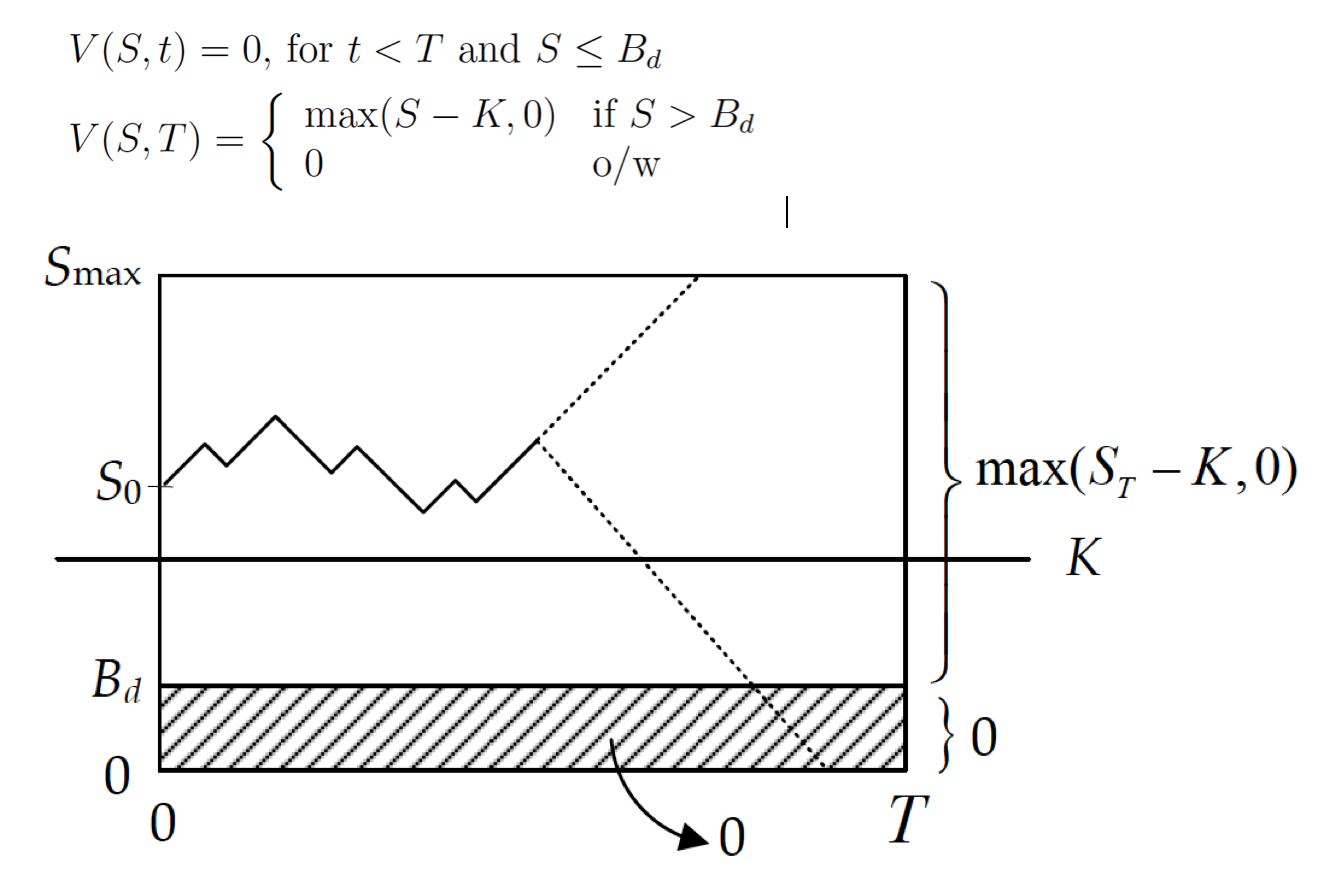 V(S, t) = 0, for t < T and S ≤ B_d
V(S, T) = { max(S − K, 0) if S > B_d
0 o/w
S_max
S_0
max(S_T − K, 0)
K
B_d
0
0
0
0
T